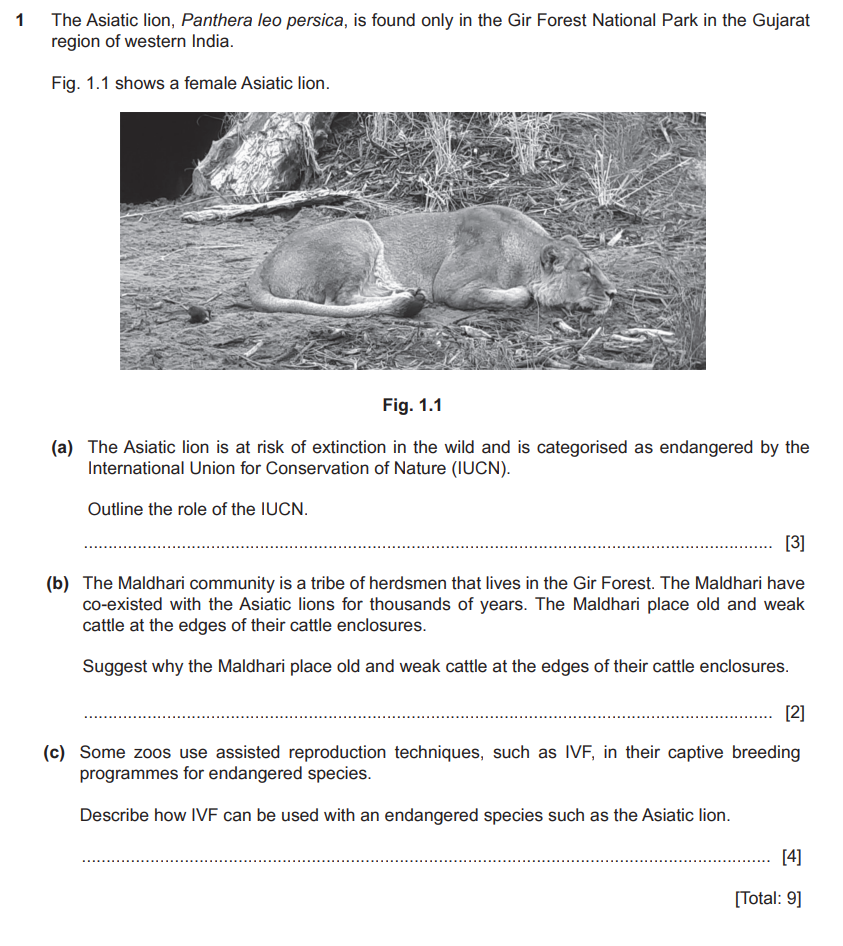 1 The Asiatic lion, Panthera leo persica, is found only in the Gir Forest National Park in the Gujarat
region of western India.
Fig. 1.1 shows a female Asiatic lion.
Fig. 1.1
(a) The Asiatic lion is at risk of extinction in the wild and is categorised as endangered by the
International Union for Conservation of Nature (IUCN).
Outline the role of the IUCN.
.......................................................................................................................................... [3]
(b) The Maldhari community is a tribe of herdsmen that lives in the Gir Forest. The Maldhari have
co-existed with the Asiatic lions for thousands of years. The Maldhari place old and weak
cattle at the edges of their cattle enclosures.
Suggest why the Maldhari place old and weak cattle at the edges of their cattle enclosures.
.......................................................................................................................................... [2]
(c) Some zoos use assisted reproduction techniques, such as IVF, in their captive breeding
programmes for endangered species.
Describe how IVF can be used with an endangered species such as the Asiatic lion.
.......................................................................................................................................... [4]
[Total: 9]